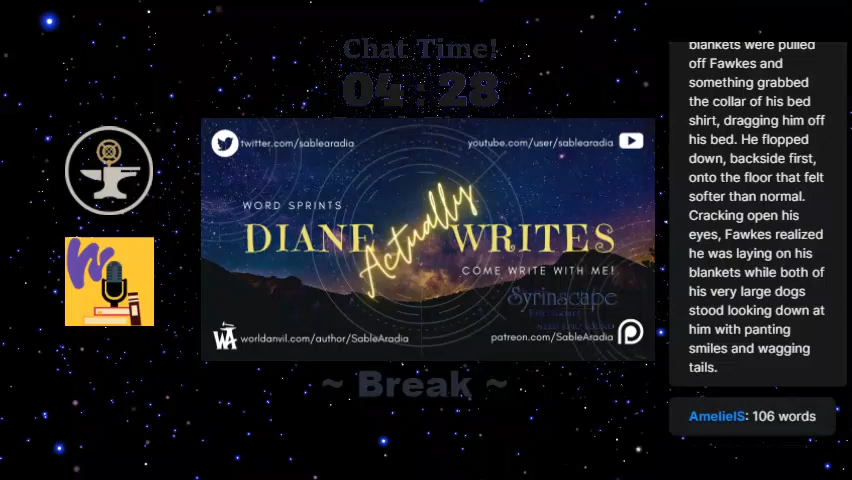 Chat Time!
04 : 28
twitter.com/sablearadia
youtube.com/user/sablearadia
WORD SPRINTS
DIANE Actually WRITES
COME WRITE WITH ME!
Syrinscape
worldanvil.com/author/SableAradia
patreon.com/SableAradia
~ Break ~
blankets were pulled
off Fawkes and
something grabbed
the collar of his bed
shirt, dragging him off
his bed. He flopped
down, backside first,
onto the floor that felt
softer than normal.
Cracking open his
eyes, Fawkes realized
he was laying on his
blankets while both of
his very large dogs
stood looking down at
him with panting
smiles and wagging
tails.
AmelieIS: 106 words